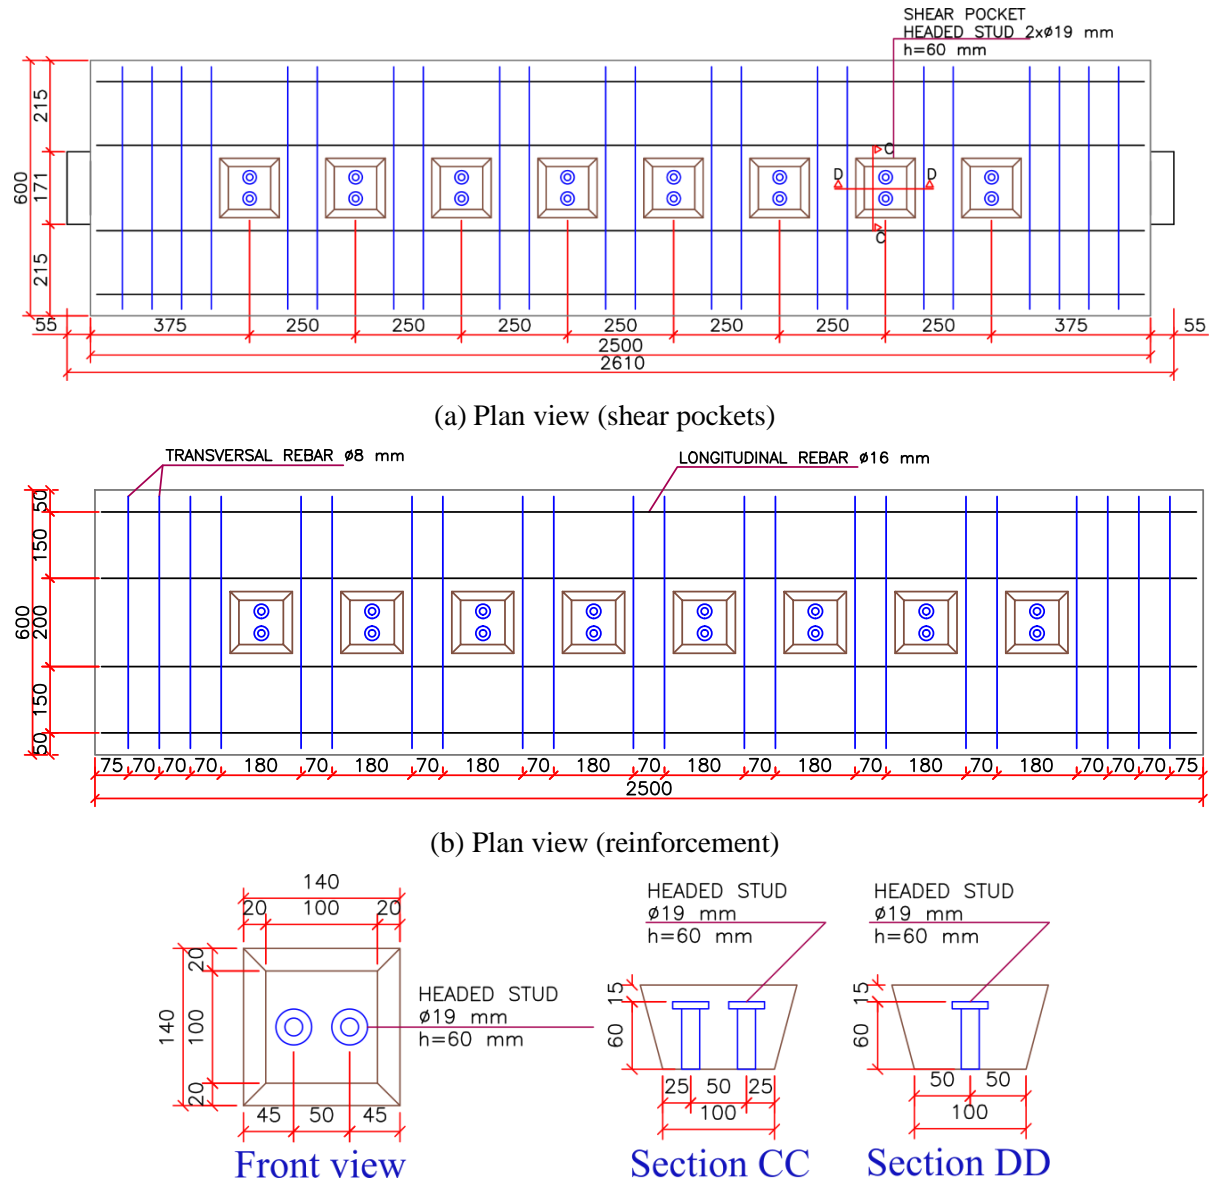 SHEAR POCKET
HEADED STUD 2xø19 mm
h=60 mm
215
171
215
600
C
D D
C
55 375 250 250 250 250 250 250 250 375 55
2500
2610
(a) Plan view (shear pockets)
TRANSVERSAL REBAR ø8 mm
LONGITUDINAL REBAR ø16 mm
50
150
200
150
50
600
75 70 70 70 180 70 180 70 180 70 180 70 180 70 180 70 180 70 180 70 70 70 75
2500
(b) Plan view (reinforcement)
140
20 100 20
20
100
20
140
HEADED STUD
ø19 mm
h=60 mm
45 50 45
Front view
HEADED STUD
ø19 mm
h=60 mm
15
60
25 50 25
100
Section CC
HEADED STUD
ø19 mm
h=60 mm
15
60
50 50
100
Section DD